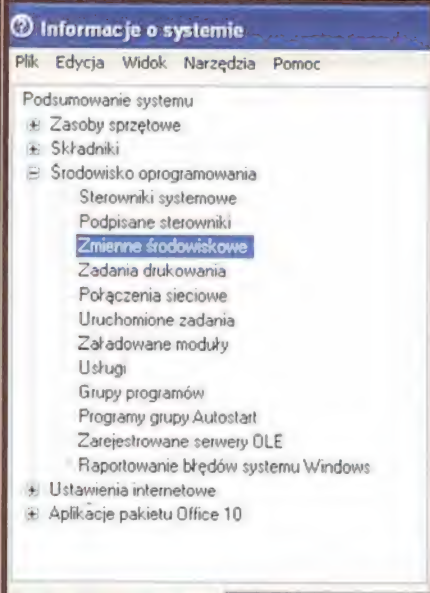 Informacje o systemie
Plik Edycja Widok Narzędzia Pomoc
Podsumowanie systemu
Zasoby sprzętowe
Składniki
Środowisko oprogramowania
Sterowniki systemowe
Podpisane sterowniki
Zmienne środowiskowe
Zadania drukowania
Połączenia sieciowe
Uruchomione zadania
Załadowane moduły
Usługi
Grupy programów
Programy grupy Autostart
Zarejestrowane serwery OLE
Raportowanie błędów systemu Windows
Ustawienia internetowe
Aplikacje pakietu Office 10